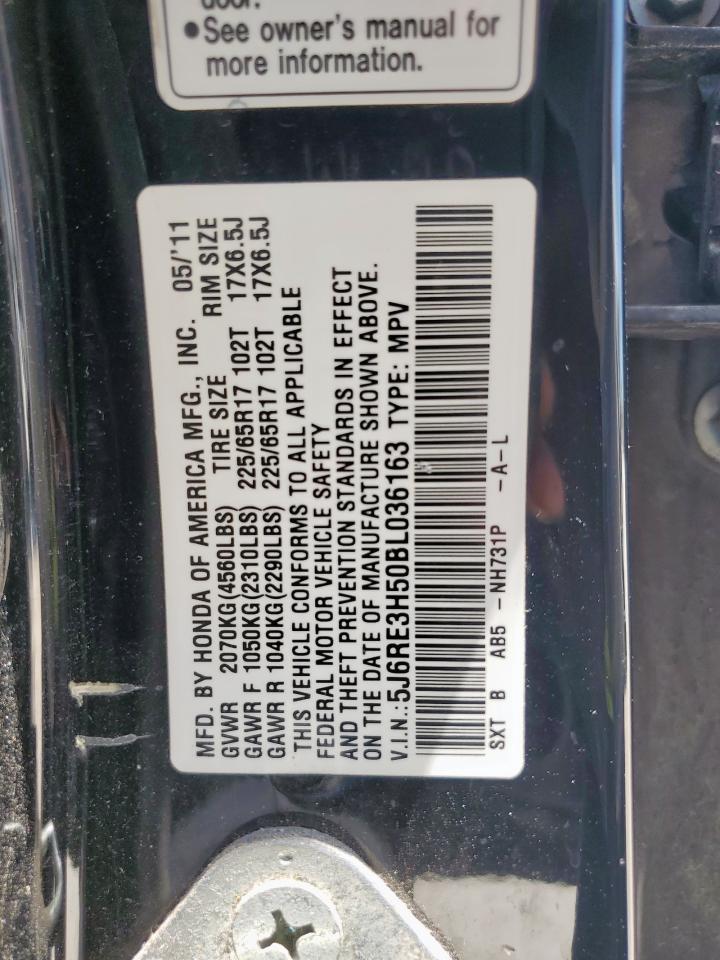 door.
●See owner's manual for
more information.
MFD. BY HONDA OF AMERICA MFG., INC. 05/'11
GVWR 2070KG(4560LBS) TIRE SIZE RIM SIZE
GAWR F 1050KG(2310LBS) 225/65R17 102T 17X6.5J
GAWR R 1040KG(2290LBS) 225/65R17 102T 17X6.5J
THIS VEHICLE CONFORMS TO ALL APPLICABLE
FEDERAL MOTOR VEHICLE SAFETY
AND THEFT PREVENTION STANDARDS IN EFFECT
ON THE DATE OF MANUFACTURE SHOWN ABOVE.
V.I.N.:5J6RE3H50BL036163 TYPE: MPV
SXT B AB5 - NH731P -A-L